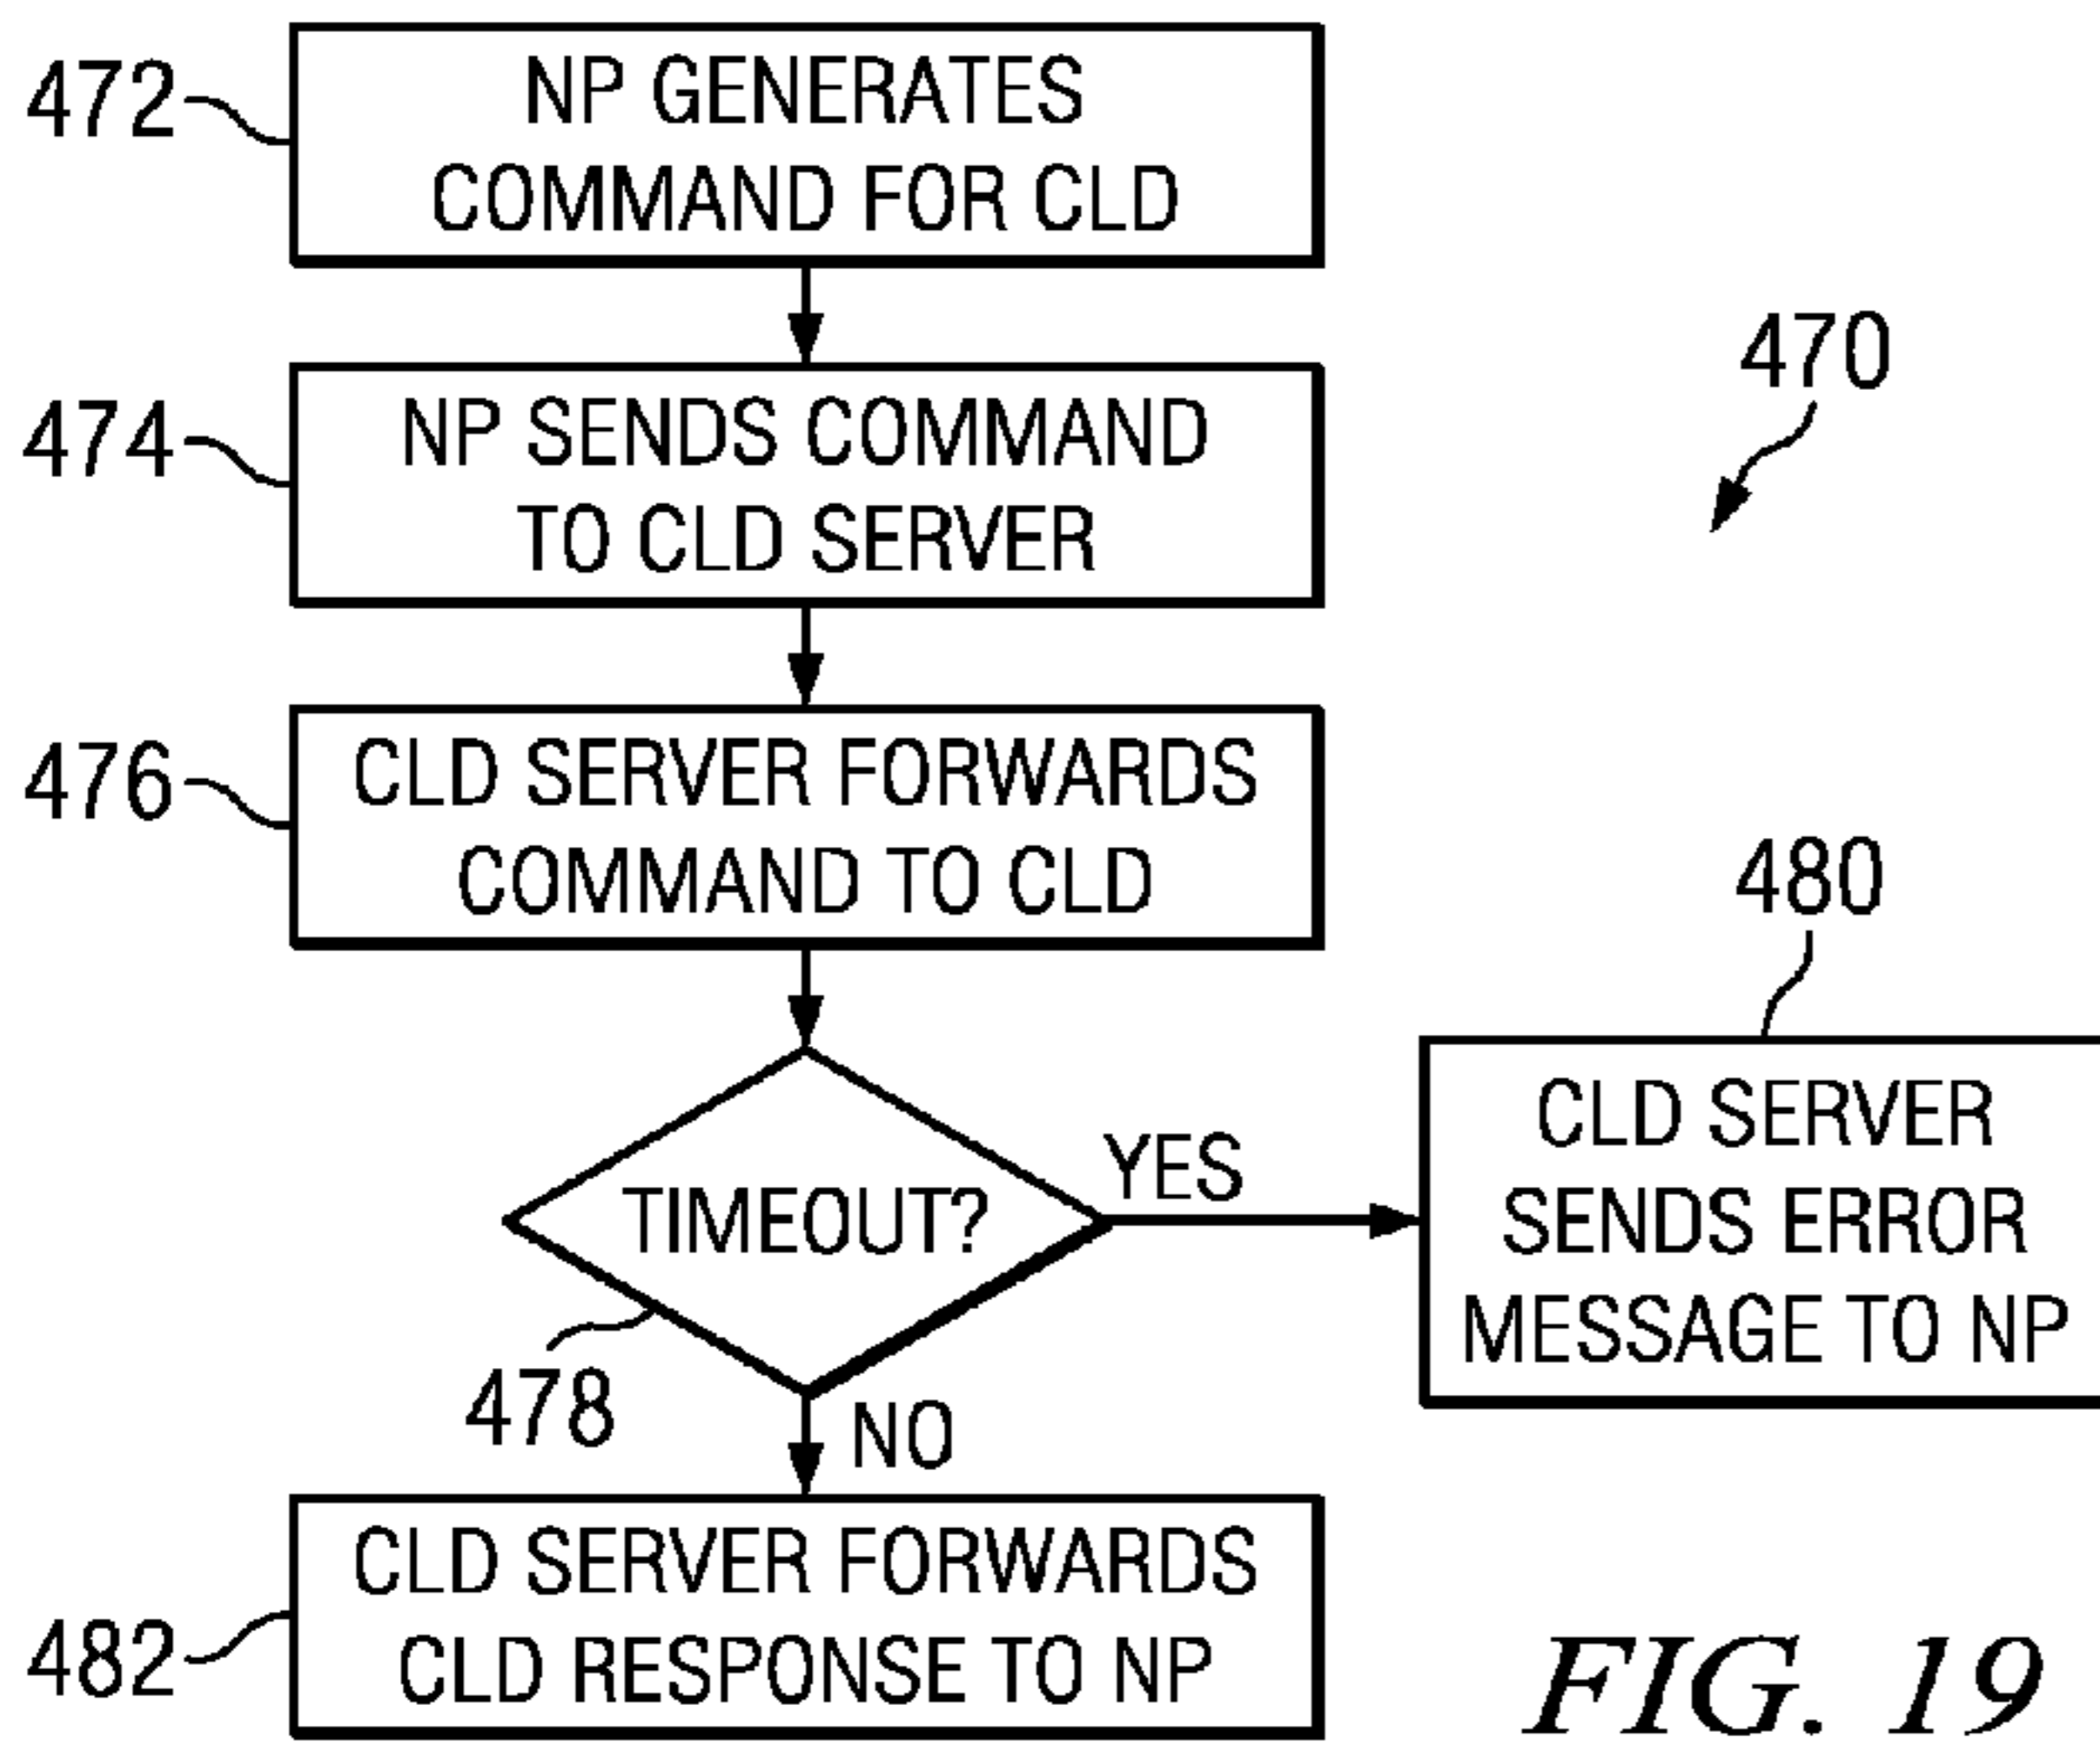 472
NP GENERATES
COMMAND FOR CLD
474
NP SENDS COMMAND
TO CLD SERVER
470
476
CLD SERVER FORWARDS
COMMAND TO CLD
480
CLD SERVER
SENDS ERROR
MESSAGE TO NP
TIMEOUT?
YES
478
NO
482
CLD SERVER FORWARDS
CLD RESPONSE TO NP
FIG. 19